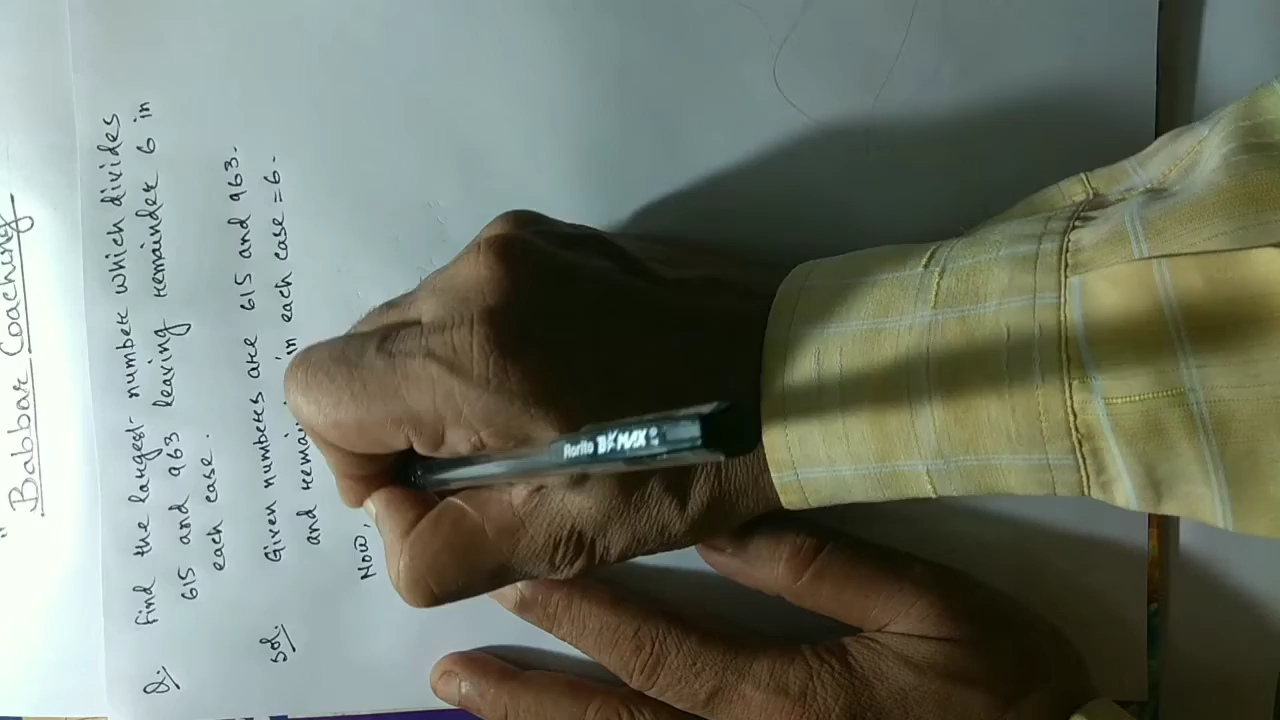 "Babbar Coaching
Q:- Find the largest number which divides
615 and 963 leaving remainder 6 in
each case.
Sol. Given numbers are 615 and 963.
and in each case = 6.
Now,
Rorito MAX